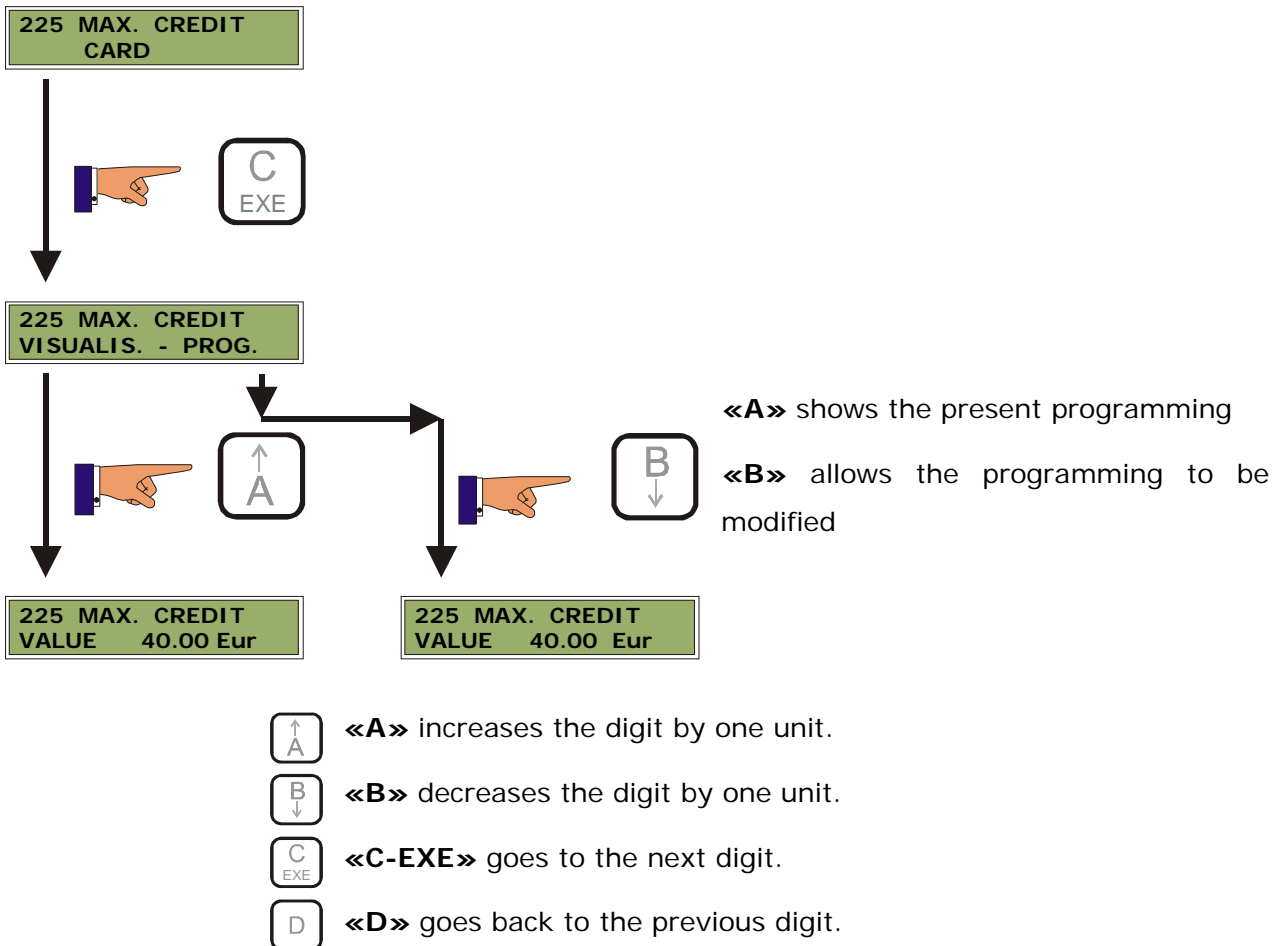 225 MAX. CREDIT
CARD
C
EXE
225 MAX. CREDIT
VISUALIS. - PROG.
A
B
«A» shows the present programming
«B» allows the programming to be
modified
225 MAX. CREDIT
VALUE 40.00 Eur
225 MAX. CREDIT
VALUE 40.00 Eur
A
«A» increases the digit by one unit.
B
«B» decreases the digit by one unit.
C
EXE
«C-EXE» goes to the next digit.
D
«D» goes back to the previous digit.